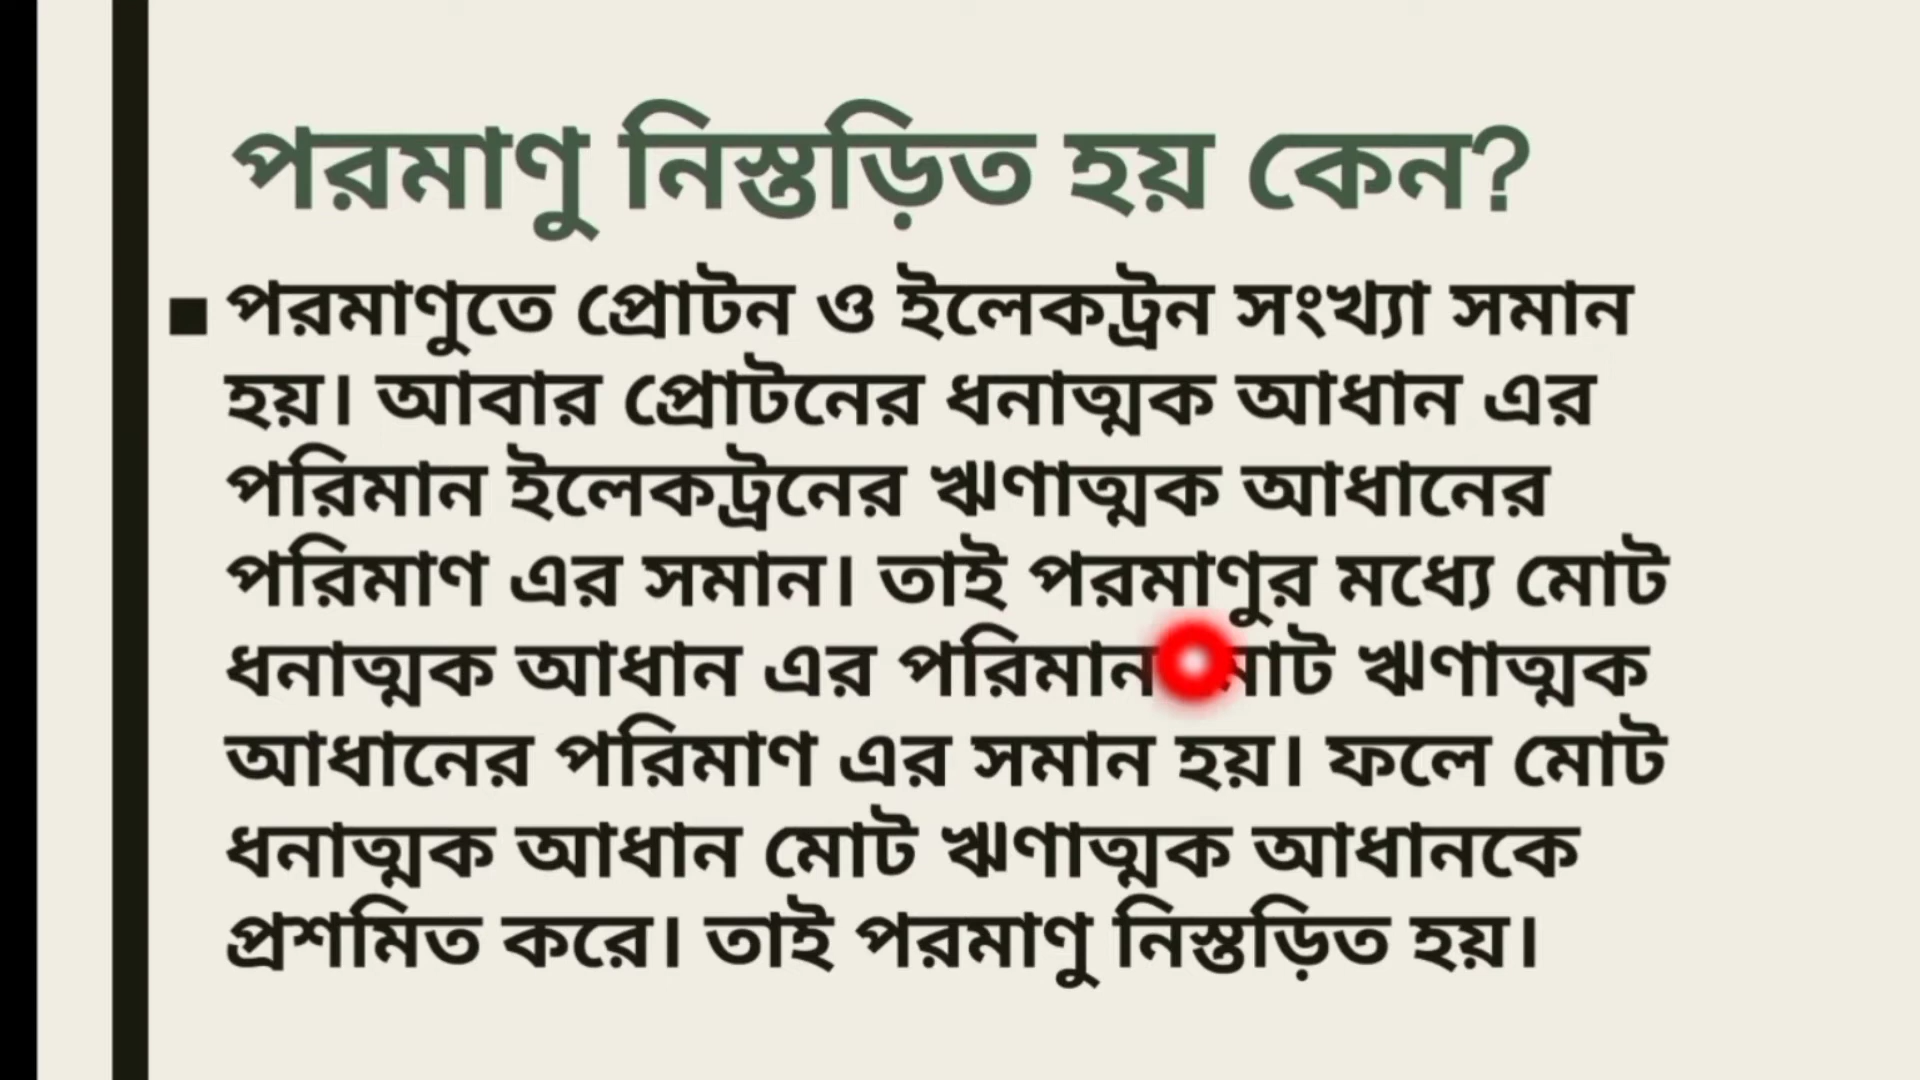 পরমাণু নিস্তড়িত হয় কেন?
■ পরমাণুতে প্রোটন ও ইলেকট্রন সংখ্যা সমান
হয়। আবার প্রোটনের ধনাত্মক আধান এর
পরিমান ইলেকট্রনের ঋণাত্মক আধানের
পরিমাণ এর সমান। তাই পরমাণুর মধ্যে মোট
ধনাত্মক আধান এর পরিমান মোট ঋণাত্মক
আধানের পরিমাণ এর সমান হয়। ফলে মোট
ধনাত্মক আধান মোট ঋণাত্মক আধানকে
প্রশমিত করে। তাই পরমাণু নিস্তড়িত হয়।